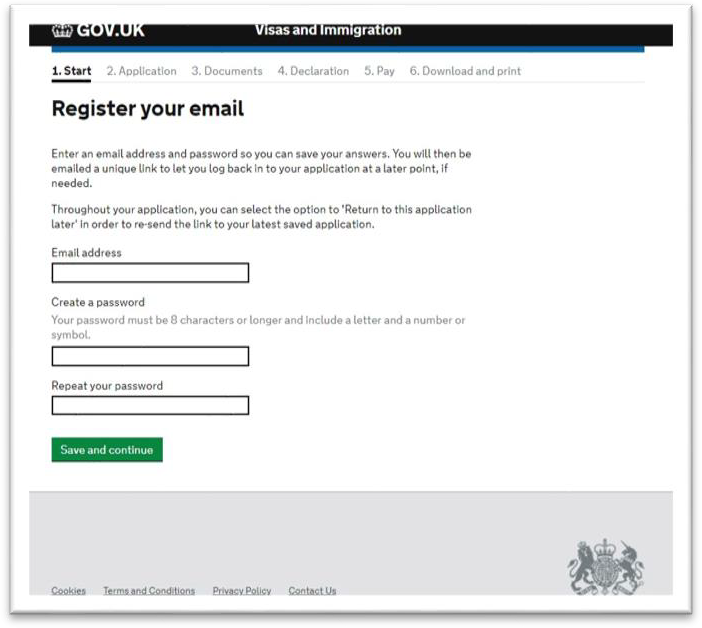 GOV.UK Visas and Immigration
1. Start 2. Application 3. Documents 4. Declaration 5. Pay 6. Download and print
Register your email
Enter an email address and password so you can save your answers. You will then be
emailed a unique link to let you log back in to your application at a later point, if
needed.
Throughout your application, you can select the option to 'Return to this application
later' in order to re-send the link to your latest saved application.
Email address
Create a password
Your password must be 8 characters or longer and include a letter and a number or
symbol.
Repeat your password
Save and continue
Cookies Terms and Conditions Privacy Policy Contact Us